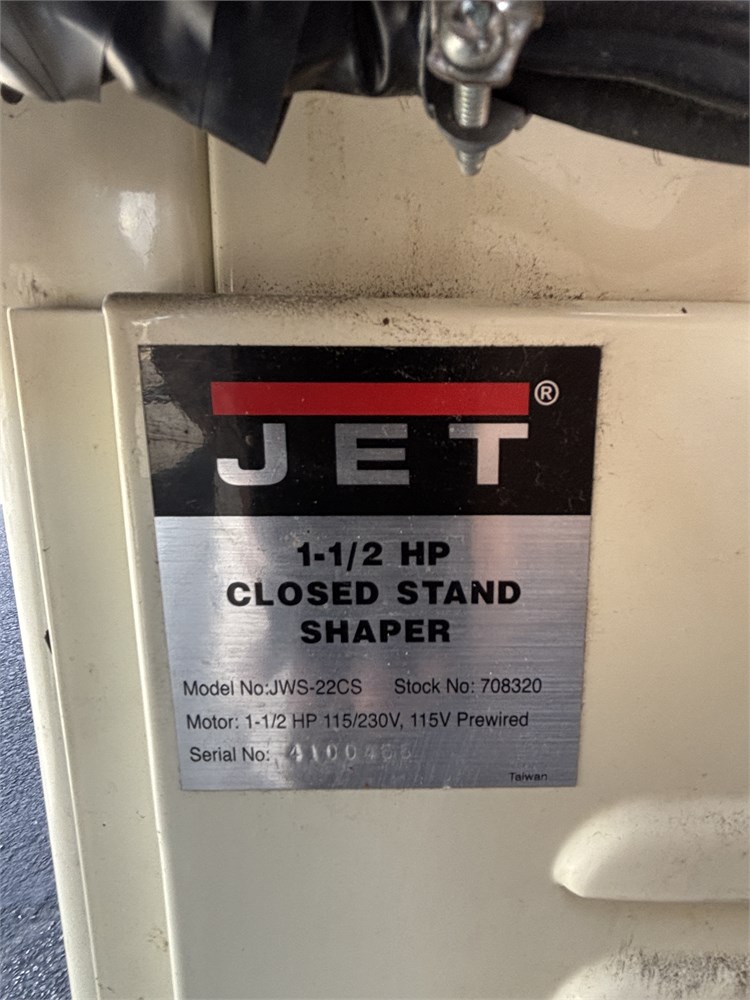 JET®
1-1/2 HP
CLOSED STAND
SHAPER
Model No:JWS-22CS Stock No: 708320
Motor: 1-1/2 HP 115/230V, 115V Prewired
Serial No:
Taiwan